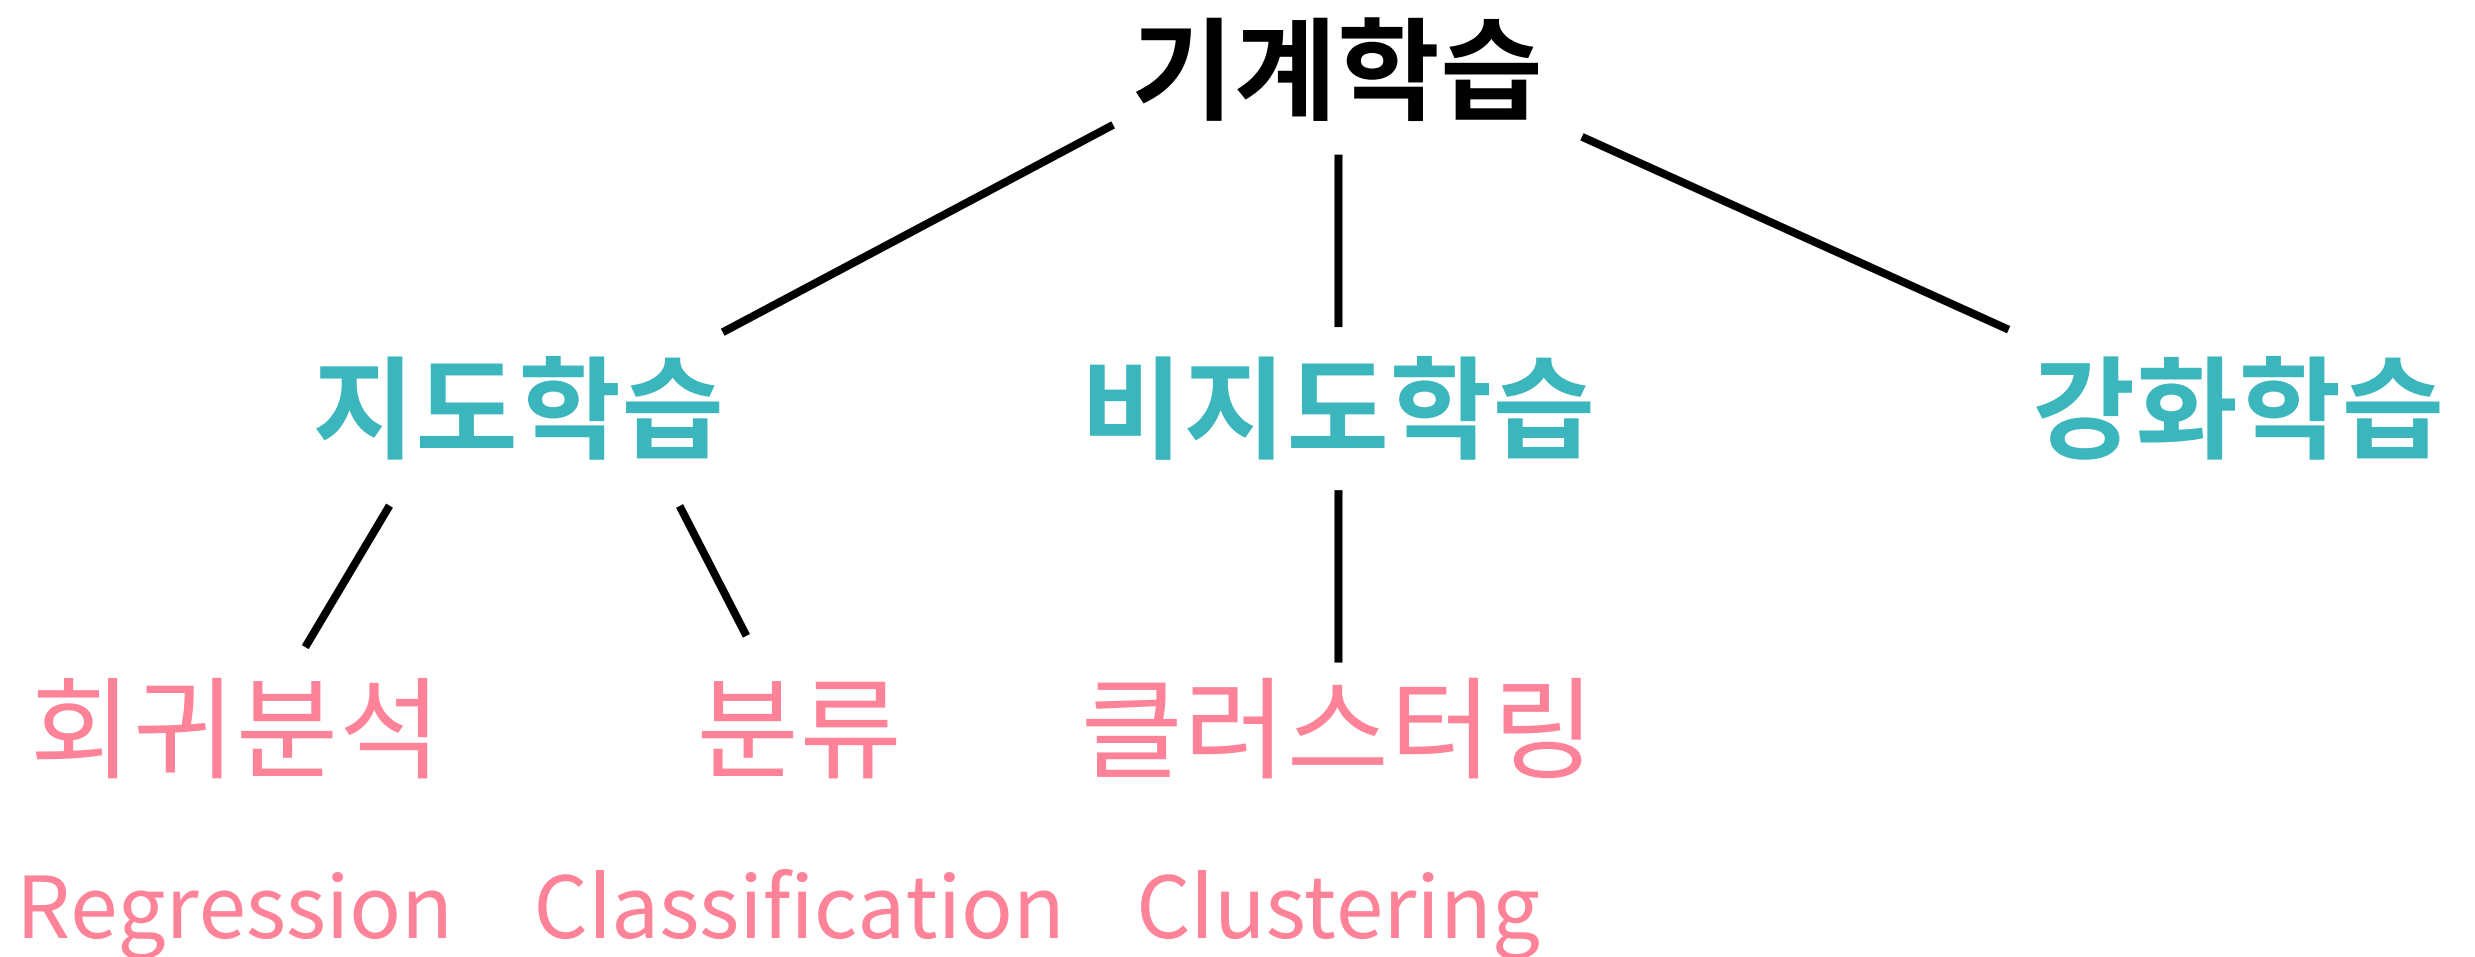 기계학습
지도학습 비지도학습 강화학습
회귀분석 분류 클러스터링
Regression Classification Clustering